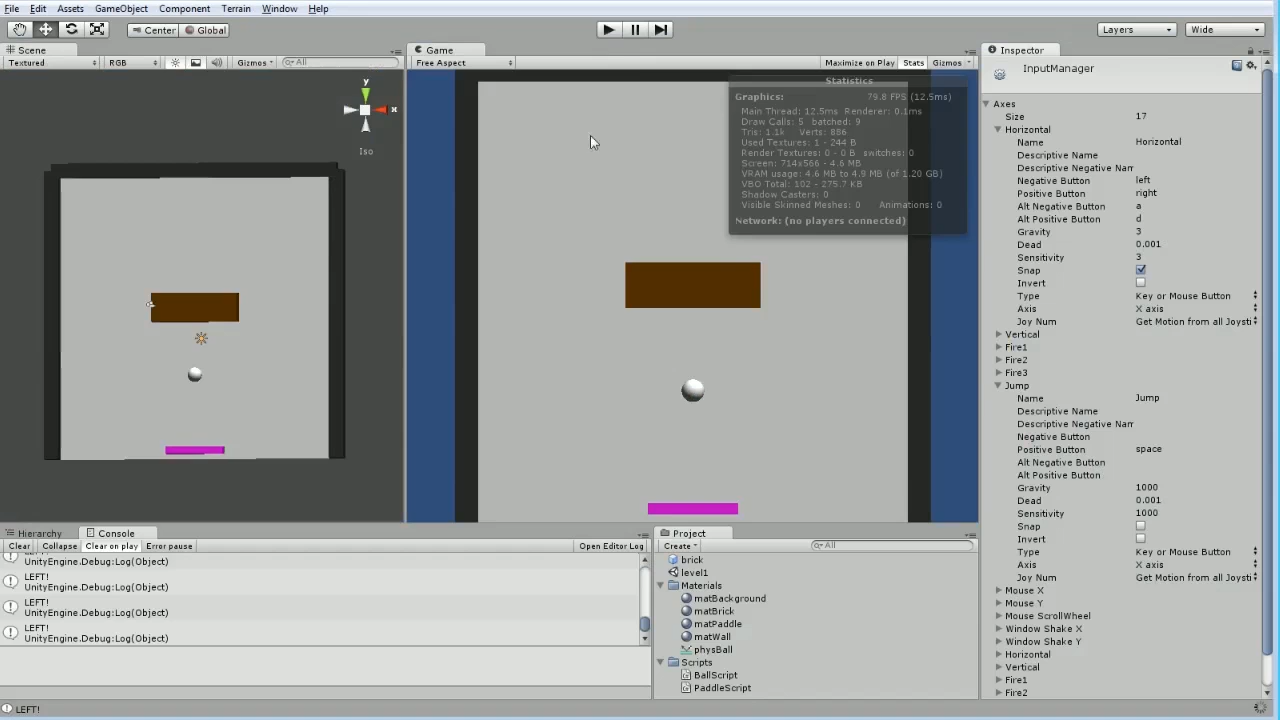 File Edit Assets GameObject Component Terrain Window Help
Center Global Layers Wide
Scene
Textured RGB Gizmos All
y
x
Iso
Game
Free Aspect Maximize on Play Stats Gizmos
Statistics
Graphics: 79.8 FPS (12.5ms)
Main Thread: 12.5ms Renderer: 0.1ms
Draw Calls: 5 batched: 9
Tris: 1.1k Verts: 886
Used Textures: 1 - 244 B
Render Textures: 0 - 0 B switches: 0
Screen: 714x566 - 4.6 MB
VRAM usage: 4.6 MB to 4.9 MB (of 1.20 GB)
VBO Total: 102 - 275.7 KB
Shadow Casters: 0
Visible Skinned Meshes: 0 Animations: 0
Network: (no players connected)
Inspector
InputManager
Axes
Size 17
Horizontal
Name Horizontal
Descriptive Name
Descriptive Negative Nam
Negative Button left
Positive Button right
Alt Negative Button a
Alt Positive Button d
Gravity 3
Dead 0.001
Sensitivity 3
Snap
Invert
Type Key or Mouse Button
Axis X axis
Joy Num Get Motion from all Joysti
Vertical
Fire1
Fire2
Fire3
Jump
Name Jump
Descriptive Name
Descriptive Negative Nam
Negative Button
Positive Button space
Alt Negative Button
Alt Positive Button
Gravity 1000
Dead 0.001
Sensitivity 1000
Snap
Invert
Type Key or Mouse Button
Axis X axis
Joy Num Get Motion from all Joysti
Mouse X
Mouse Y
Mouse ScrollWheel
Window Shake X
Window Shake Y
Horizontal
Vertical
Fire1
Fire2
Hierarchy Console
Clear Collapse Clear on play Error pause Open Editor Log
LEFT!
UnityEngine.Debug:Log(Object)
LEFT!
UnityEngine.Debug:Log(Object)
LEFT!
UnityEngine.Debug:Log(Object)
LEFT!
UnityEngine.Debug:Log(Object)
Project
Create All
brick
level1
Materials
matBackground
matBrick
matPaddle
matWall
physBall
Scripts
BallScript
PaddleScript
LEFT!